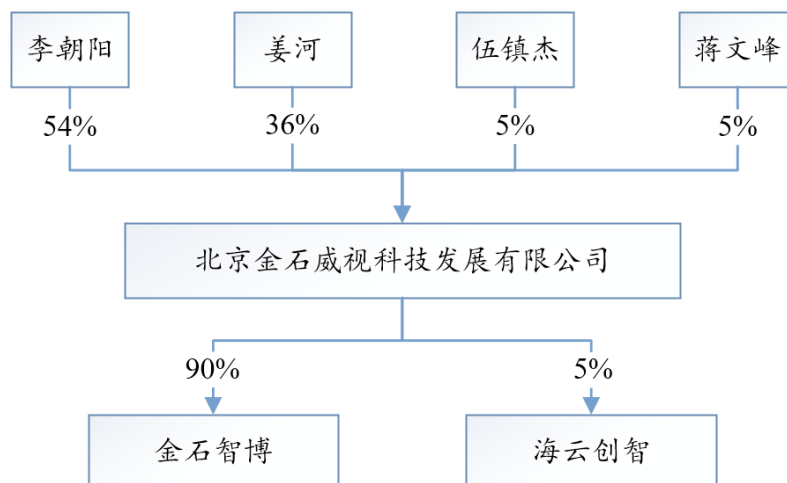 李朝阳 姜河 伍镇杰 蒋文峰
54% 36% 5% 5%
北京金石威视科技发展有限公司
90% 5%
金石智博 海云创智